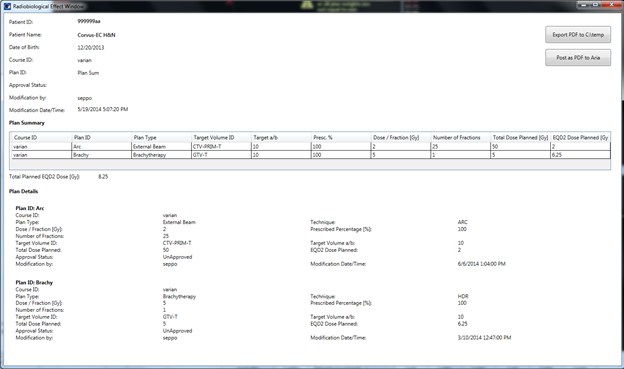 Radiobiological Effect Window
Patient ID: 999999aa
Export PDF to C:\temp
Patient Name: Corvus-EC H&N
Date of Birth: 12/20/2013
Post as PDF to Aria
Course ID: varian
Plan ID: Plan Sum
Approval Status:
Modification by: seppo
Modification Date/Time: 5/19/2014 5:07:20 PM
Plan Summary
Course ID Plan ID Plan Type Target Volume ID Target a/b Presc. % Dose / Fraction [Gy] Number of Fractions Total Dose Planned [Gy] EQD2 Dose Planned [Gy
varian Arc External Beam CTV-PRIM-T 10 100 2 25 50 2
varian Brachy Brachytherapy GTV-T 10 100 5 1 5 6.25
Total Planned EQD2 Dose [Gy]: 8.25
Plan Details
Plan ID: Arc
Course ID: varian
Plan Type: External Beam Technique: ARC
Dose / Fraction [Gy]: 2 Prescribed Percentage [%]: 100
Number of Fractions: 25
Target Volume ID: CTV-PRIM-T Target Volume a/b: 10
Total Dose Planned: 50 EQD2 Dose Planned: 2
Approval Status: UnApproved
Modification by: seppo Modification Date/Time: 6/6/2014 1:04:00 PM
Plan ID: Brachy
Course ID: varian
Plan Type: Brachytherapy Technique: HDR
Dose / Fraction [Gy]: 5 Prescribed Percentage [%]: 100
Number of Fractions: 1
Target Volume ID: GTV-T Target Volume a/b: 10
Total Dose Planned: 5 EQD2 Dose Planned: 6.25
Approval Status: UnApproved
Modification by: seppo Modification Date/Time: 3/10/2014 12:47:00 PM